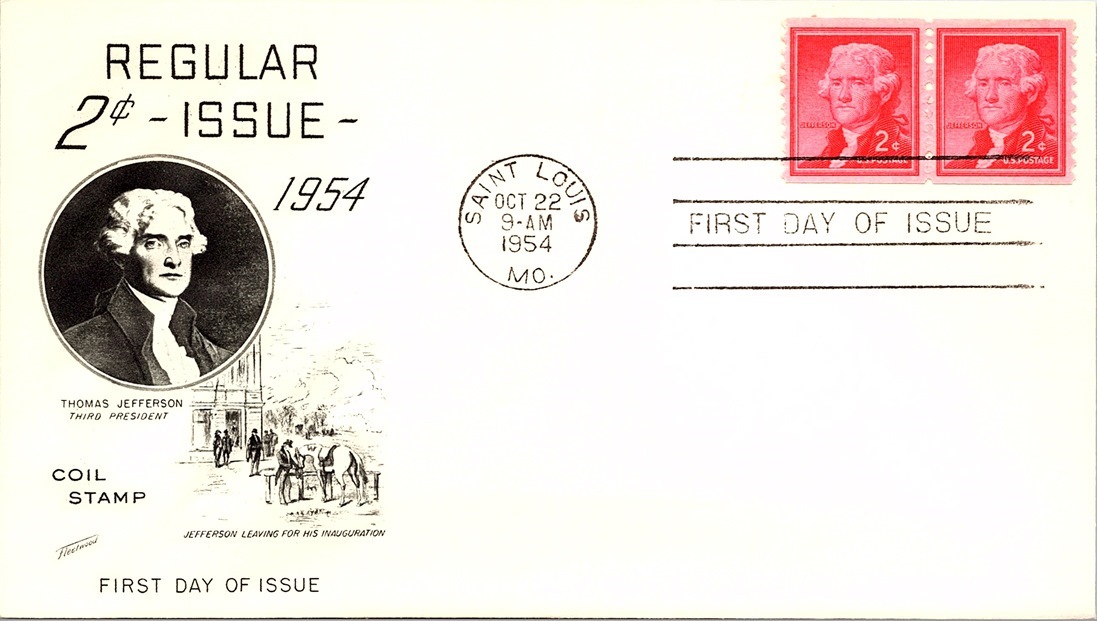 REGULAR
2¢ - ISSUE -
1954
THOMAS JEFFERSON
THIRD PRESIDENT
COIL
STAMP
JEFFERSON LEAVING FOR HIS INAUGURATION
Fleetwood
FIRST DAY OF ISSUE
SAINT LOUIS
OCT 22
9-AM
1954
MO.
JEFFERSON
2¢
U.S. POSTAGE
JEFFERSON
2¢
U.S. POSTAGE
FIRST DAY OF ISSUE